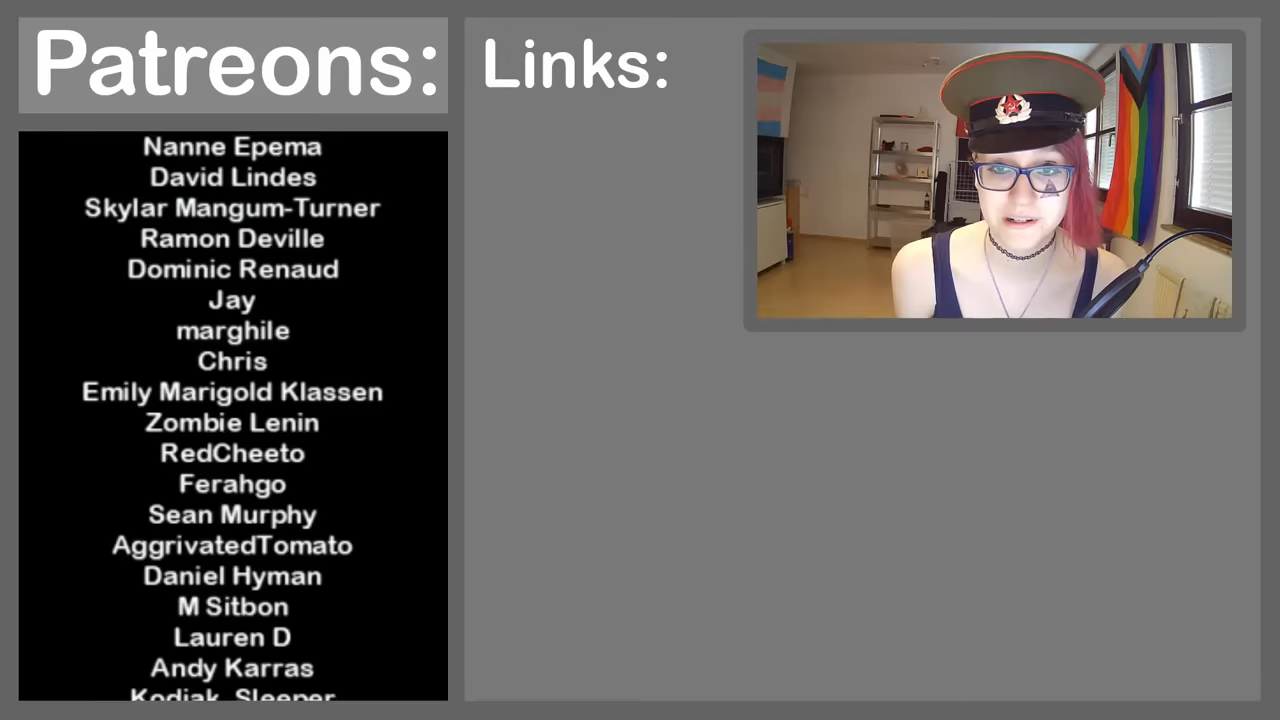 Patreons:
Links:
Nanne Epema
David Lindes
Skylar Mangum-Turner
Ramon Deville
Dominic Renaud
Jay
marghile
Chris
Emily Marigold Klassen
Zombie Lenin
RedCheeto
Ferahgo
Sean Murphy
AggrivatedTomato
Daniel Hyman
M Sitbon
Lauren D
Andy Karras
Kodiak_Sleeper